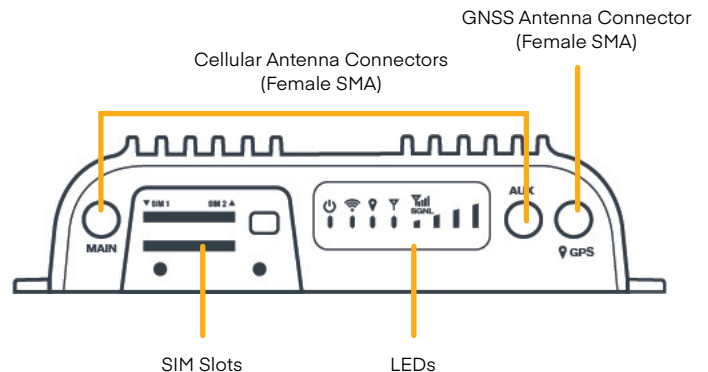 GNSS Antenna Connector
(Female SMA)
Cellular Antenna Connectors
(Female SMA)
▼ SIM 1 SIM 2 ▲
SGNL
AUX
MAIN
GPS
SIM Slots
LEDs